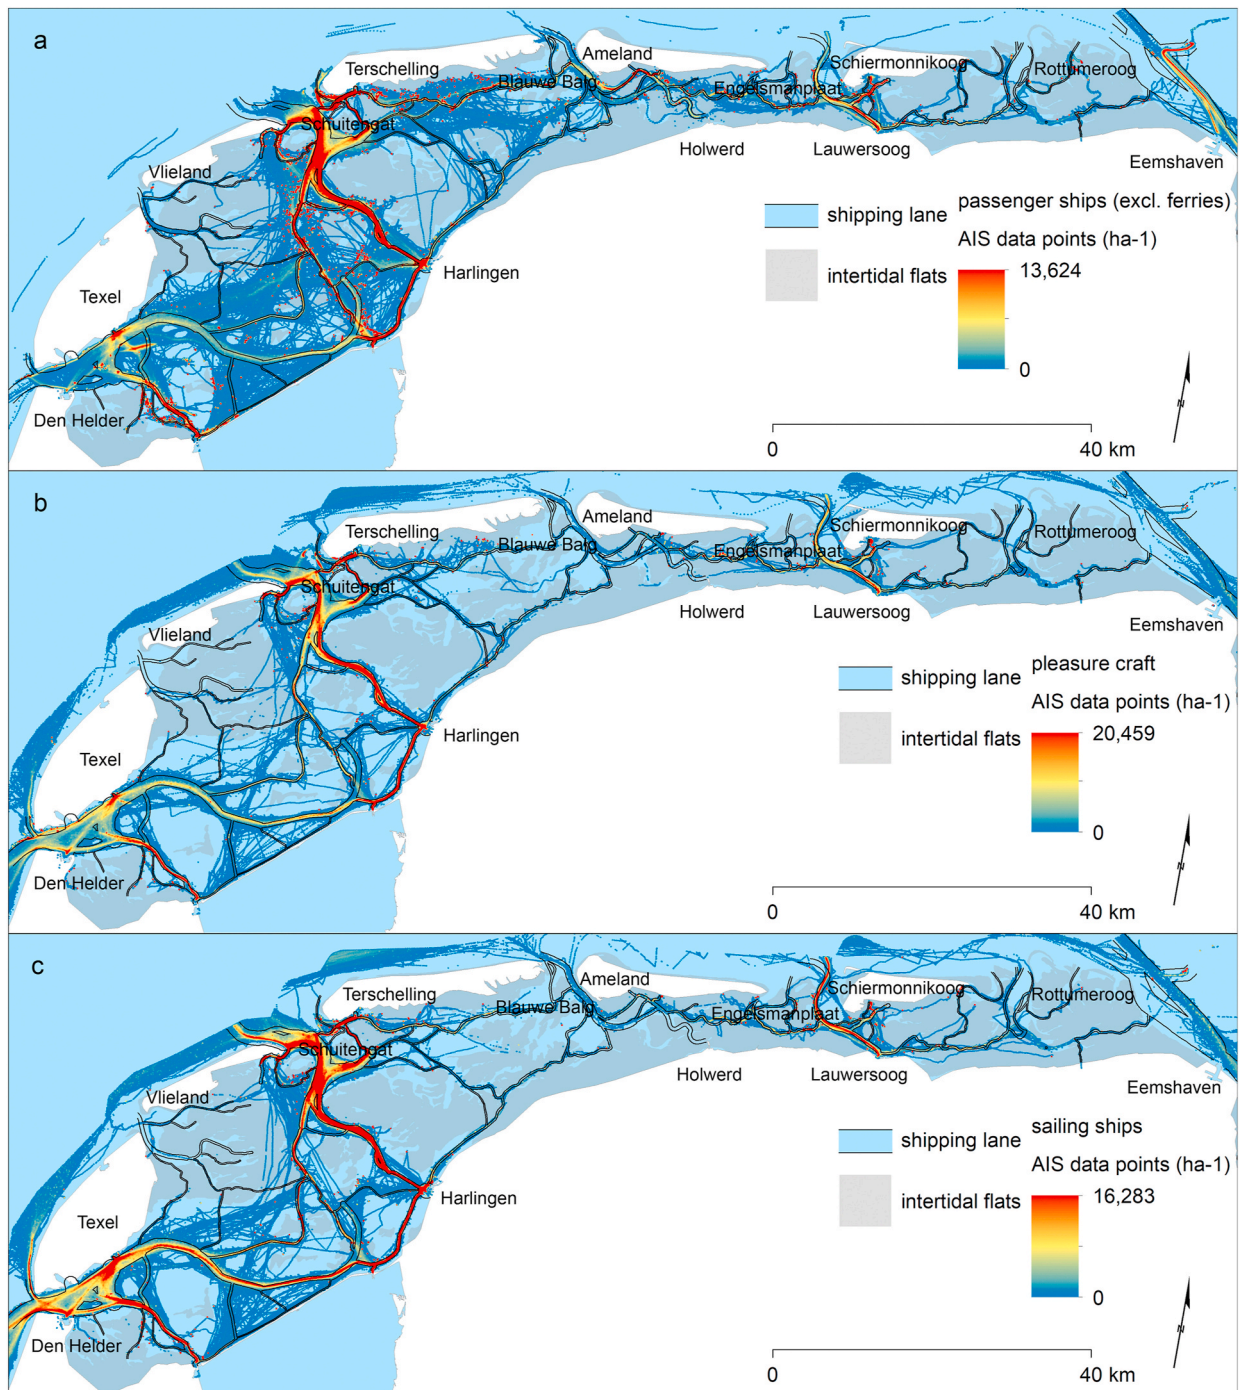 a
Ameland
Terschelling
Schiermonnikoog
Rottumeroog
Blauwe Balg
Engelsmanplaat
Schuitengat
Holwerd
Lauwersoog
Eemshaven
Vlieland
shipping lane
passenger ships (excl. ferries)
AIS data points (ha-1)
intertidal flats
13,624
0
Harlingen
Texel
Den Helder
N
0
40 km
b
Ameland
Terschelling
Schiermonnikoog
Rottumeroog
Blauwe Balg
Engelsmanplaat
Schuitengat
Holwerd
Lauwersoog
Eemshaven
Vlieland
shipping lane
pleasure craft
AIS data points (ha-1)
intertidal flats
20,459
0
Harlingen
Texel
Den Helder
N
0
40 km
c
Ameland
Terschelling
Schiermonnikoog
Rottumeroog
Blauwe Balg
Engelsmanplaat
Schuitengat
Holwerd
Lauwersoog
Eemshaven
Vlieland
shipping lane
sailing ships
AIS data points (ha-1)
intertidal flats
16,283
0
Harlingen
Texel
Den Helder
N
0
40 km